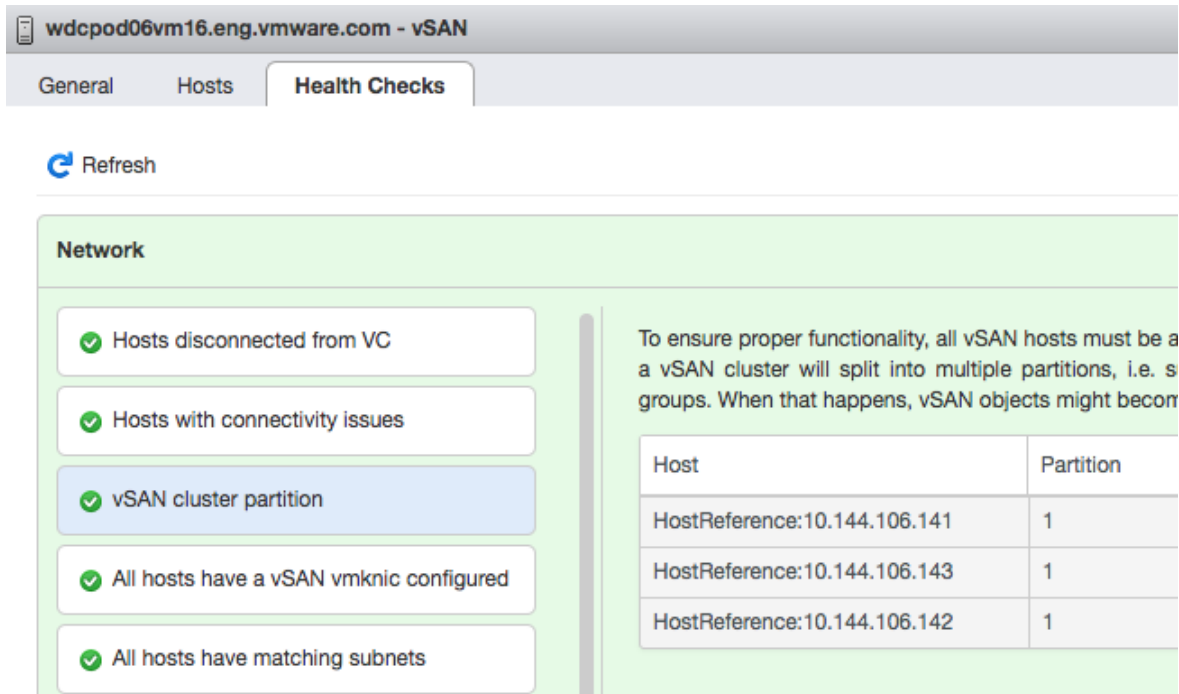 wdcpod06vm16.eng.vmware.com - vSAN
General Hosts Health Checks
Refresh
Network
Hosts disconnected from VC
Hosts with connectivity issues
vSAN cluster partition
All hosts have a vSAN vmknic configured
All hosts have matching subnets
To ensure proper functionality, all vSAN hosts must be
a vSAN cluster will split into multiple partitions, i.e.
groups. When that happens, vSAN objects might
Host Partition
HostReference:10.144.106.141 1
HostReference:10.144.106.143 1
HostReference:10.144.106.142 1